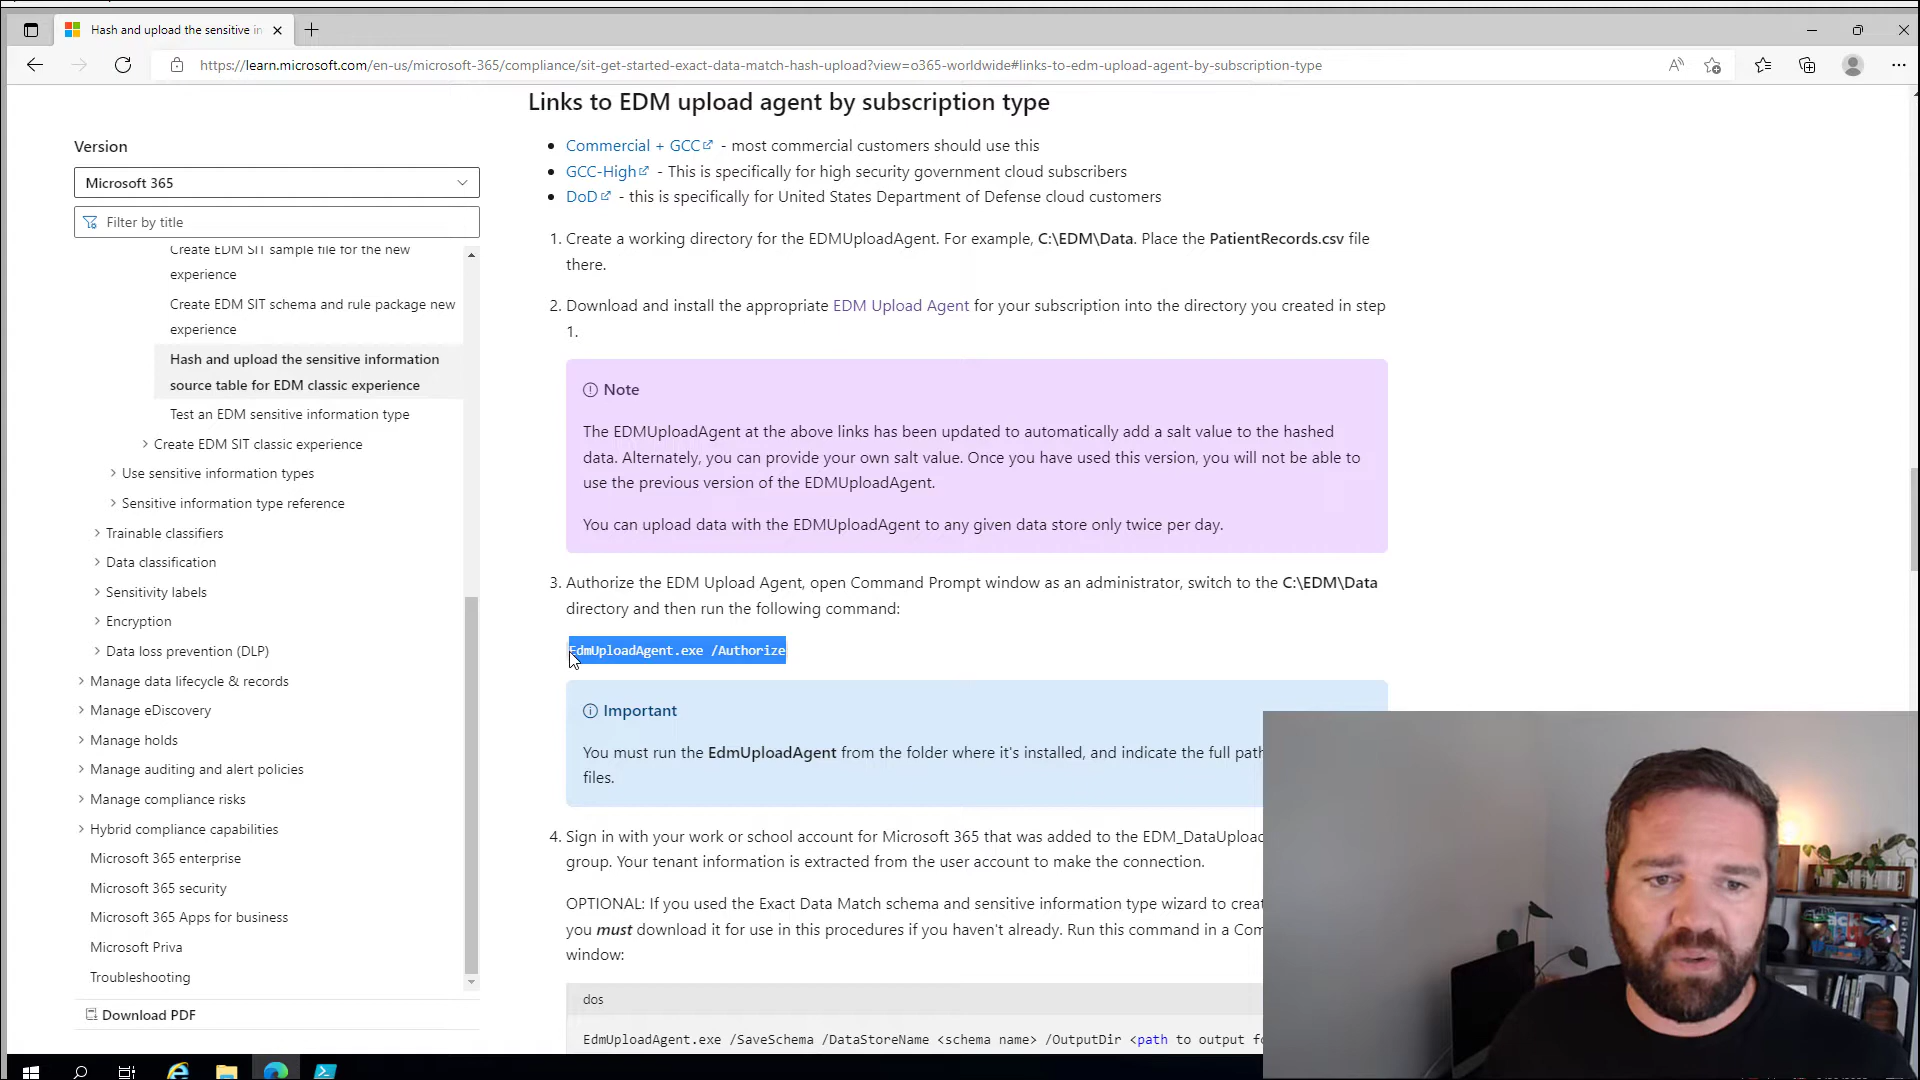 Hash and upload the sensitive in
https://learn.microsoft.com/en-us/microsoft-365/compliance/sit-get-started-exact-data-match-hash-upload?view=o365-worldwide#links-to-edm-upload-agent-by-subscription-type
Version
Microsoft 365
Filter by title
Create EDM SIT sample file for the new
experience
Create EDM SIT schema and rule package new
experience
Hash and upload the sensitive information
source table for EDM classic experience
Test an EDM sensitive information type
Create EDM SIT classic experience
Use sensitive information types
Sensitive information type reference
Trainable classifiers
Data classification
Sensitivity labels
Encryption
Data loss prevention (DLP)
Manage data lifecycle & records
Manage eDiscovery
Manage holds
Manage auditing and alert policies
Manage compliance risks
Hybrid compliance capabilities
Microsoft 365 enterprise
Microsoft 365 security
Microsoft 365 Apps for business
Microsoft Priva
Troubleshooting
Download PDF
Links to EDM upload agent by subscription type
• Commercial + GCC - most commercial customers should use this
• GCC-High - This is specifically for high security government cloud subscribers
• DoD - this is specifically for United States Department of Defense cloud customers
1. Create a working directory for the EDMUploadAgent. For example, C:\EDM\Data. Place the PatientRecords.csv file
there.
2. Download and install the appropriate EDM Upload Agent for your subscription into the directory you created in step
1.
Note
The EDMUploadAgent at the above links has been updated to automatically add a salt value to the hashed
data. Alternately, you can provide your own salt value. Once you have used this version, you will not be able to
use the previous version of the EDMUploadAgent.
You can upload data with the EDMUploadAgent to any given data store only twice per day.
3. Authorize the EDM Upload Agent, open Command Prompt window as an administrator, switch to the C:\EDM\Data
directory and then run the following command:
EdmUploadAgent.exe /Authorize
Important
You must run the EdmUploadAgent from the folder where it's installed, and indicate the full path
files.
4. Sign in with your work or school account for Microsoft 365 that was added to the EDM_DataUpload
group. Your tenant information is extracted from the user account to make the connection.
OPTIONAL: If you used the Exact Data Match schema and sensitive information type wizard to crea
you must download it for use in this procedures if you haven't already. Run this command in a Com
window:
dos
EdmUploadAgent.exe /SaveSchema /DataStoreName <schema name> /OutputDir <path to output fo